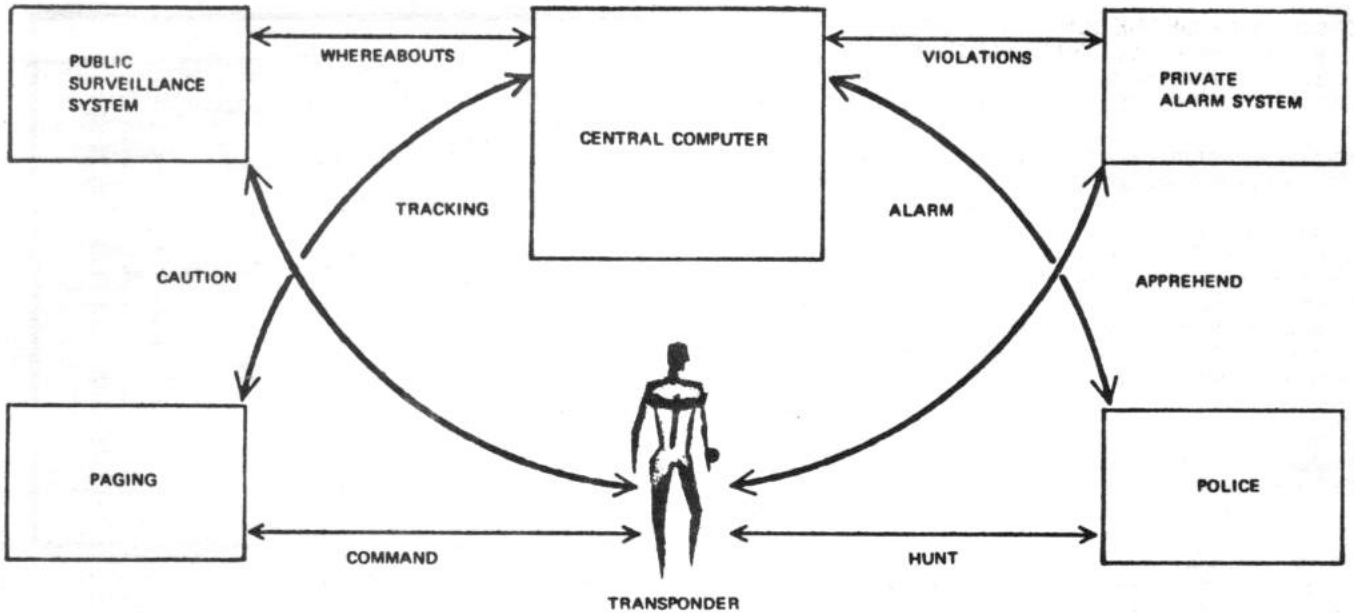 WHEREABOUTS
VIOLATIONS
PUBLIC
SURVEILLANCE
SYSTEM
PRIVATE
ALARM SYSTEM
CENTRAL COMPUTER
TRACKING
ALARM
CAUTION
APPREHEND
PAGING
POLICE
COMMAND
HUNT
TRANSPONDER